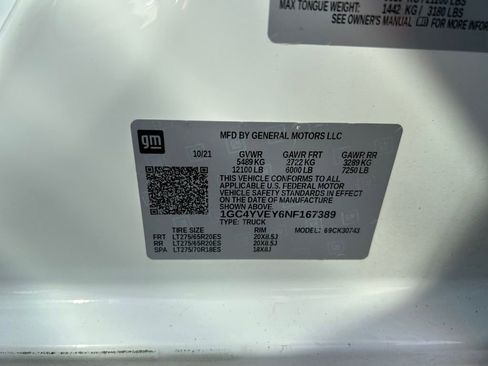 MAX TONGUE WEIGHT:
1442 KG / 3180 LBS
SEE OWNER'S MANUAL FOR MORE INFORMATION
gm
MFD BY GENERAL MOTORS LLC
10/21 GVWR GAWR FRT GAWR RR
5489 KG 2722 KG 3289 KG
12100 LB 6000 LB 7250 LB
THIS VEHICLE CONFORMS TO ALL
APPLICABLE U.S. FEDERAL MOTOR
VEHICLE SAFETY STANDARDS IN EFFECT
ON THE DATE OF MANUFACTURE SHOWN ABOVE.
1GC4YVEY6NF167389
TYPE: TRUCK
TIRE SIZE RIM MODEL: 69CK30743
FRT LT275/65R20ES 20X8.5J
RR LT275/65R20ES 20X8.5J
SPA LT275/70R18ES 18X8J